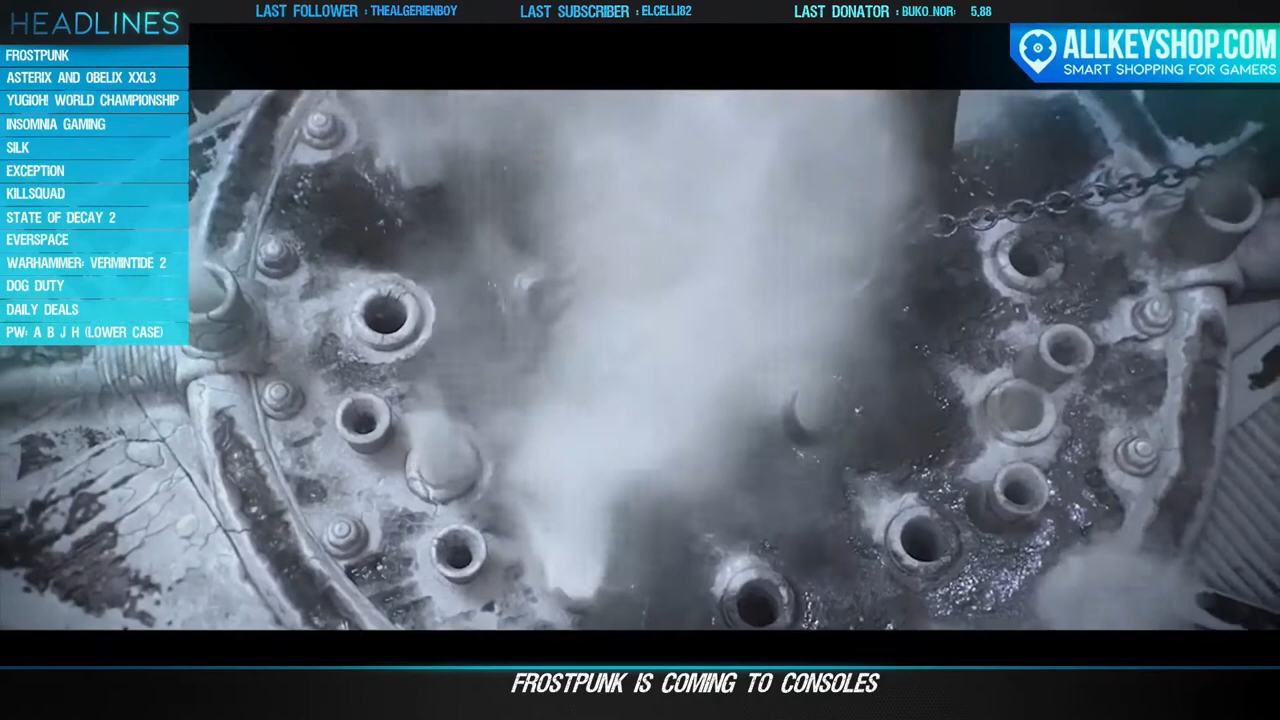 HEADLINES
LAST FOLLOWER : THEALGERIENBOY
LAST SUBSCRIBER : ELCELLI82
LAST DONATOR : BUKO_NOR: 5,88
ALLKEYSHOP.COM
SMART SHOPPING FOR GAMERS
FROSTPUNK
ASTERIX AND OBELIX XXL3
YUGIOH! WORLD CHAMPIONSHIP
INSOMNIA GAMING
SILK
EXCEPTION
KILLSQUAD
STATE OF DECAY 2
EVERSPACE
WARHAMMER: VERMINTIDE 2
DOG DUTY
DAILY DEALS
PW: A B J H (LOWER CASE)
FROSTPUNK IS COMING TO CONSOLES